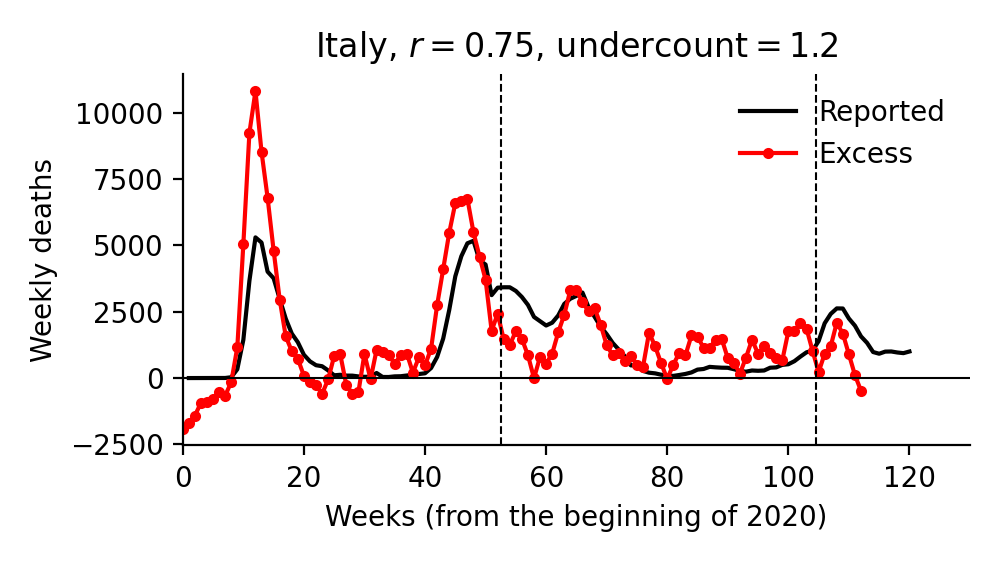 Italy, r = 0.75, undercount = 1.2
Weekly deaths
10000
7500
5000
2500
0
−2500
Reported
Excess
0 20 40 60 80 100 120
Weeks (from the beginning of 2020)